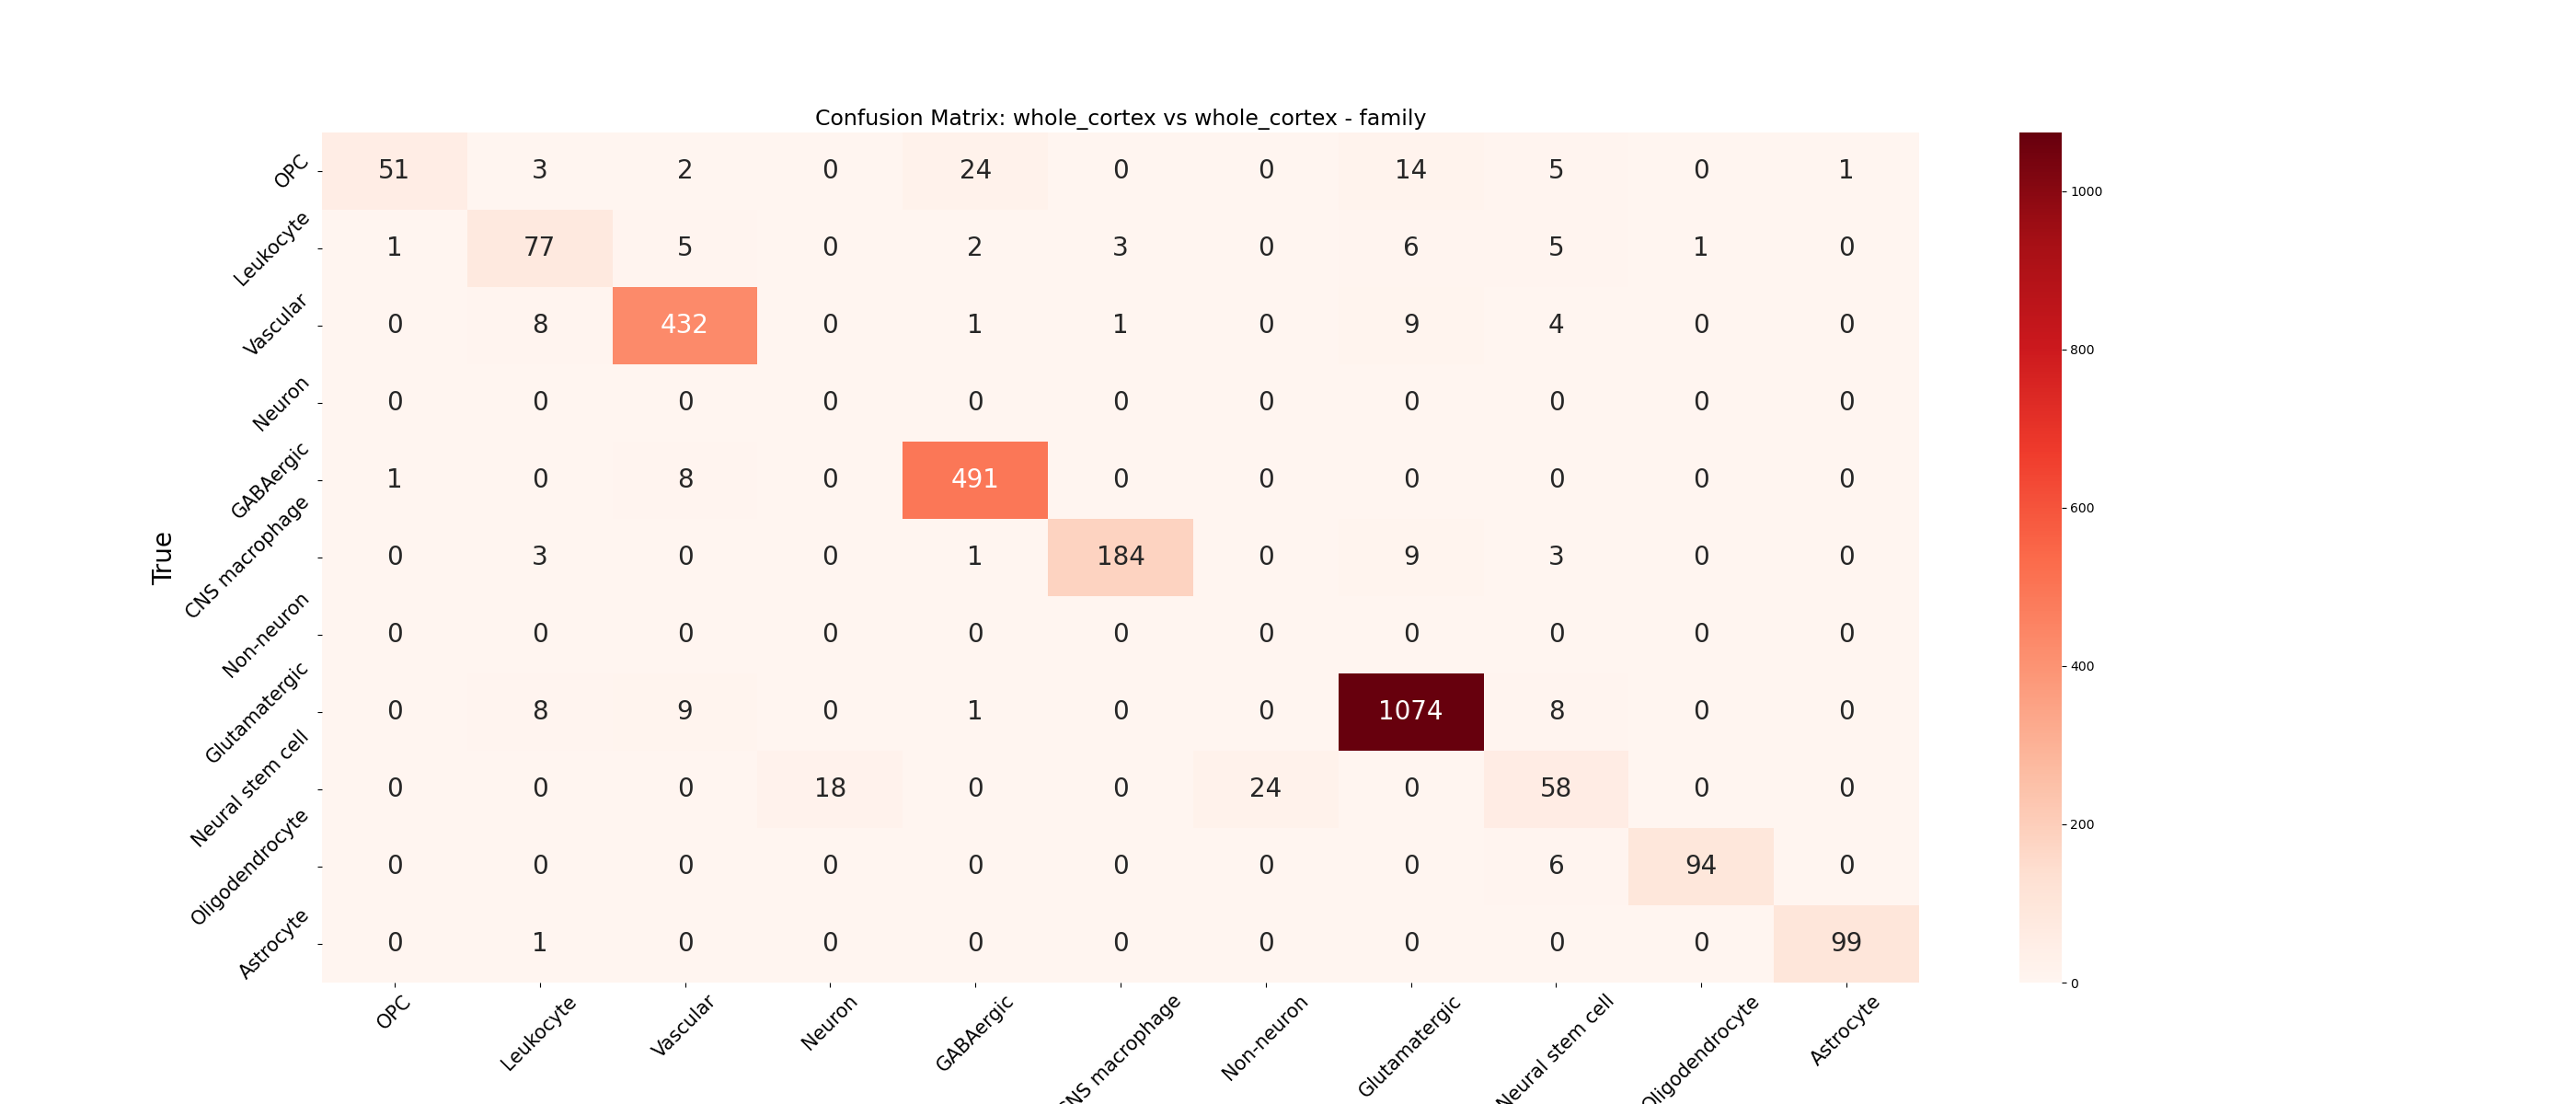 Confusion Matrix: whole_cortex vs whole_cortex - family
True
OPC 51 3 2 0 24 0 0 14 5 0 1
Leukocyte 1 77 5 0 2 3 0 6 5 1 0
Vascular 0 8 432 0 1 1 0 9 4 0 0
Neuron 0 0 0 0 0 0 0 0 0 0 0
GABAergic 1 0 8 0 491 0 0 0 0 0 0
CNS macrophage 0 3 0 0 1 184 0 9 3 0 0
Non-neuron 0 0 0 0 0 0 0 0 0 0 0
Glutamatergic 0 8 9 0 1 0 0 1074 8 0 0
Neural stem cell 0 0 0 18 0 0 24 0 58 0 0
Oligodendrocyte 0 0 0 0 0 0 0 0 6 94 0
Astrocyte 0 1 0 0 0 0 0 0 0 0 99
OPC Leukocyte Vascular Neuron GABAergic CNS macrophage Non-neuron Glutamatergic Neural stem cell Oligodendrocyte Astrocyte
1000
800
600
400
200
0